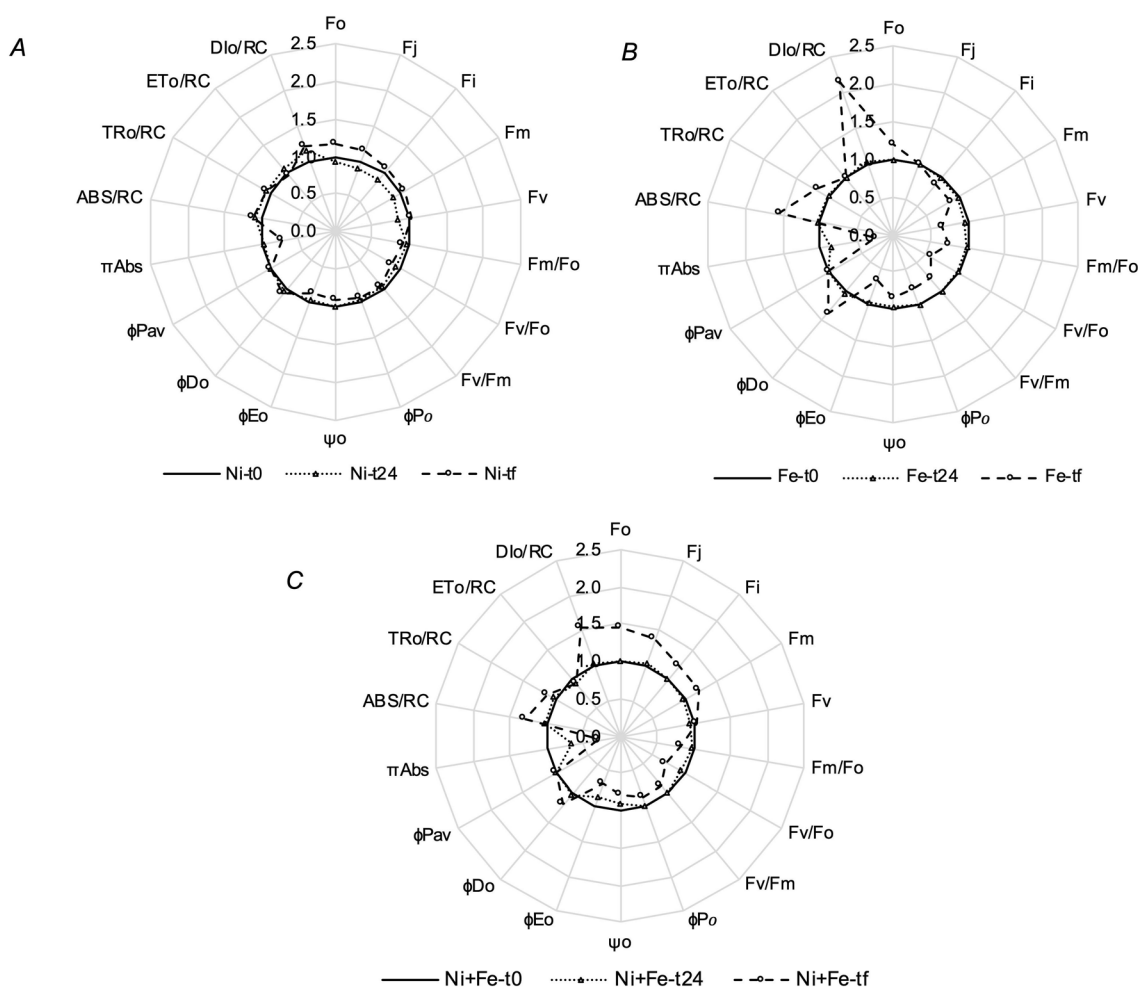 A
Fo
Fj
Fi
Fm
Fv
Fm/Fo
Fv/Fo
Fv/Fm
ϕPo
ψo
ϕEo
ϕDo
ϕPav
πAbs
ABS/RC
TRo/RC
ETo/RC
DIo/RC
2.5
2.0
1.5
1.0
0.5
0.0
Ni-t0
Ni-t24
Ni-tf
B
Fo
Fj
Fi
Fm
Fv
Fm/Fo
Fv/Fo
Fv/Fm
ϕPo
ψo
ϕEo
ϕDo
ϕPav
πAbs
ABS/RC
TRo/RC
ETo/RC
DIo/RC
2.5
2.0
1.5
1.0
0.5
0.0
Fe-t0
Fe-t24
Fe-tf
C
Fo
Fj
Fi
Fm
Fv
Fm/Fo
Fv/Fo
Fv/Fm
ϕPo
ψo
ϕEo
ϕDo
ϕPav
πAbs
ABS/RC
TRo/RC
ETo/RC
DIo/RC
2.5
2.0
1.5
1.0
0.5
0.0
Ni+Fe-t0
Ni+Fe-t24
Ni+Fe-tf